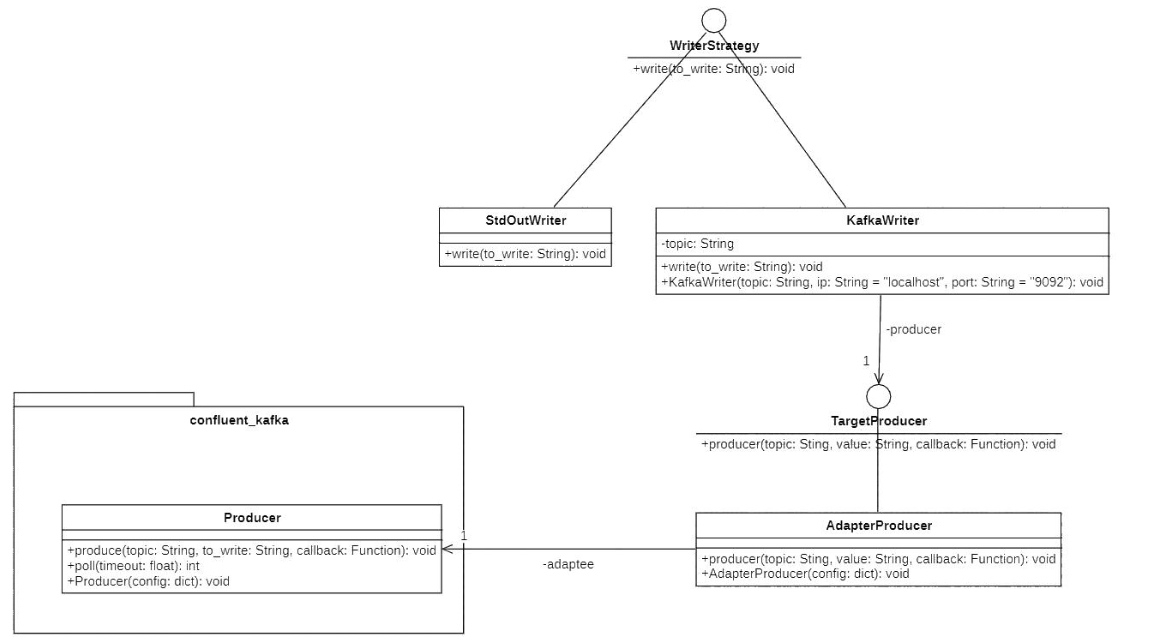 WriterStrategy
+write(to_write: String): void
StdOutWriter
+write(to_write: String): void
KafkaWriter
-topic: String
+write(to_write: String): void
+KafkaWriter(topic: String, ip: String = "localhost", port: String = "9092"): void
-producer
1
TargetProducer
+producer(topic: Sting, value: String, callback: Function): void
confluent_kafka
Producer
+produce(topic: String, to_write: String, callback: Function): void
+poll(timeout: float): int
+Producer(config: dict): void
1
-adaptee
AdapterProducer
+producer(topic: Sting, value: String, callback: Function): void
+AdapterProducer(config: dict): void